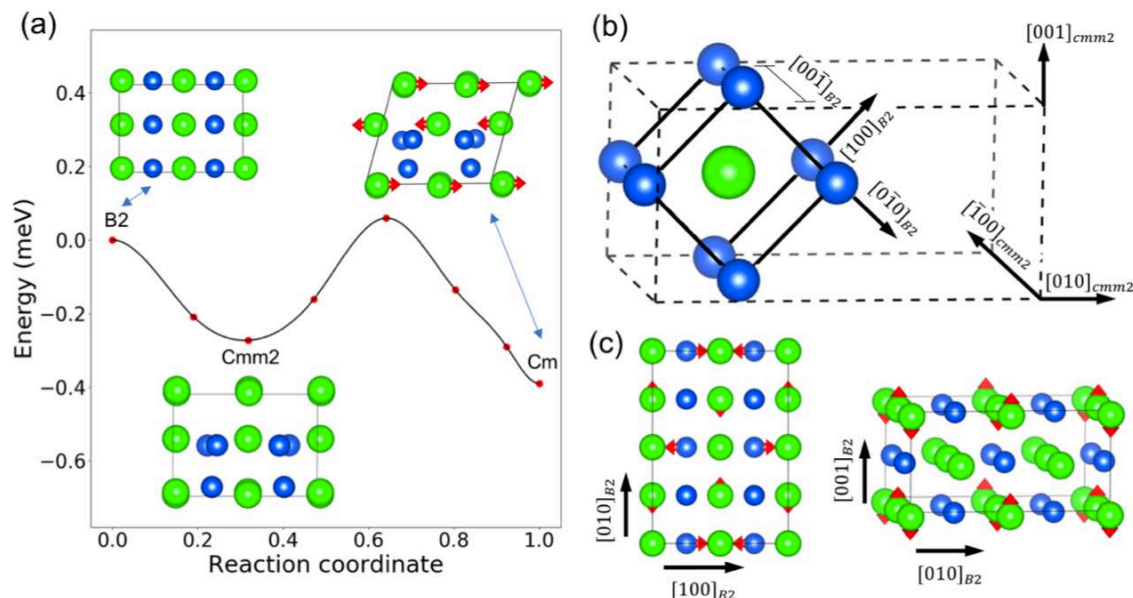 (a)
Energy (meV)
0.4
0.2
0.0
−0.2
−0.4
−0.6
B2
Cmm2
Cm
0.0
0.2
0.4
0.6
0.8
1.0
Reaction coordinate
(b)
[001]cmm2
[001̄]B2
[100]B2
[01̄0]B2
[1̄00]cmm2
[010]cmm2
(c)
[010]B2
[100]B2
[001]B2
[010]B2